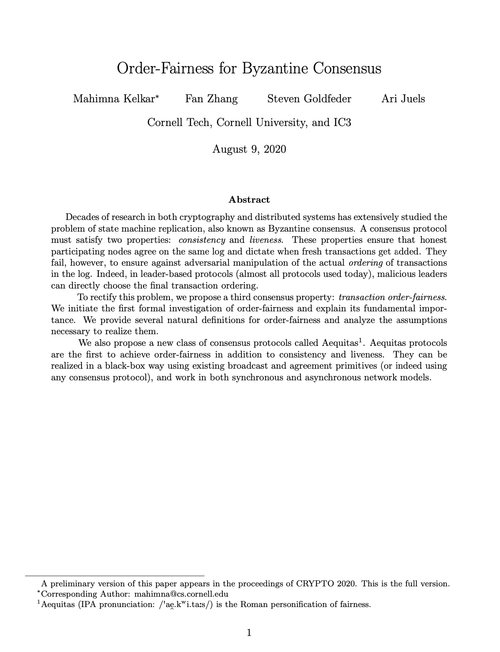 Order-Fairness for Byzantine Consensus
Mahimna Kelkar* Fan Zhang Steven Goldfeder Ari Juels
Cornell Tech, Cornell University, and IC3
August 9, 2020
Abstract
Decades of research in both cryptography and distributed systems has extensively studied the
problem of state machine replication, also known as Byzantine consensus. A consensus protocol
must satisfy two properties: consistency and liveness. These properties ensure that honest
participating nodes agree on the same log and dictate when fresh transactions get added. They
fail, however, to ensure against adversarial manipulation of the actual ordering of transactions
in the log. Indeed, in leader-based protocols (almost all protocols used today), malicious leaders
can directly choose the final transaction ordering.
To rectify this problem, we propose a third consensus property: transaction order-fairness.
We initiate the first formal investigation of order-fairness and explain its fundamental impor-
tance. We provide several natural definitions for order-fairness and analyze the assumptions
necessary to realize them.
We also propose a new class of consensus protocols called Aequitas¹. Aequitas protocols
are the first to achieve order-fairness in addition to consistency and liveness. They can be
realized in a black-box way using existing broadcast and agreement primitives (or indeed using
any consensus protocol), and work in both synchronous and asynchronous network models.
A preliminary version of this paper appears in the proceedings of CRYPTO 2020. This is the full version.
*Corresponding Author: mahimna@cs.cornell.edu
¹Aequitas (IPA pronunciation: /ˈae̯.kʷi.taːs/) is the Roman personification of fairness.
1